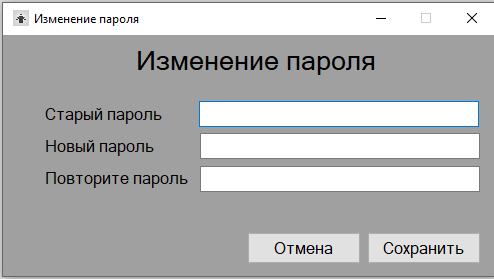 Изменение пароля
Изменение пароля
Старый пароль
Новый пароль
Повторите пароль
Отмена Сохранить